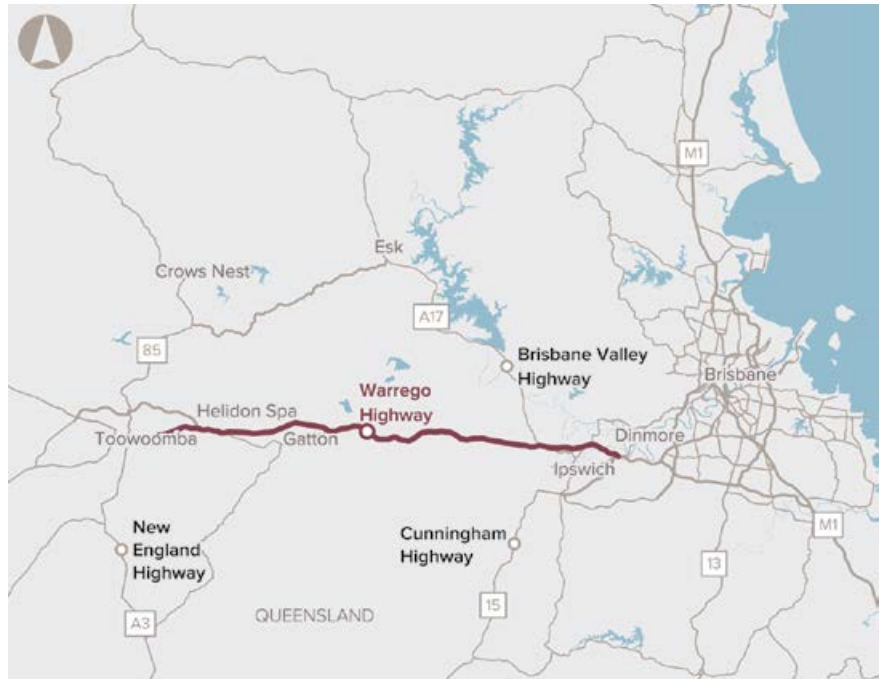 M1
Esk
Crows Nest
A17
85
Brisbane Valley
Highway
Brisbane
Warrego
Highway
Helidon Spa
Toowoomba
Gatton
Dinmore
Ipswich
New
England
Highway
Cunningham
Highway
M1
13
15
QUEENSLAND
A3